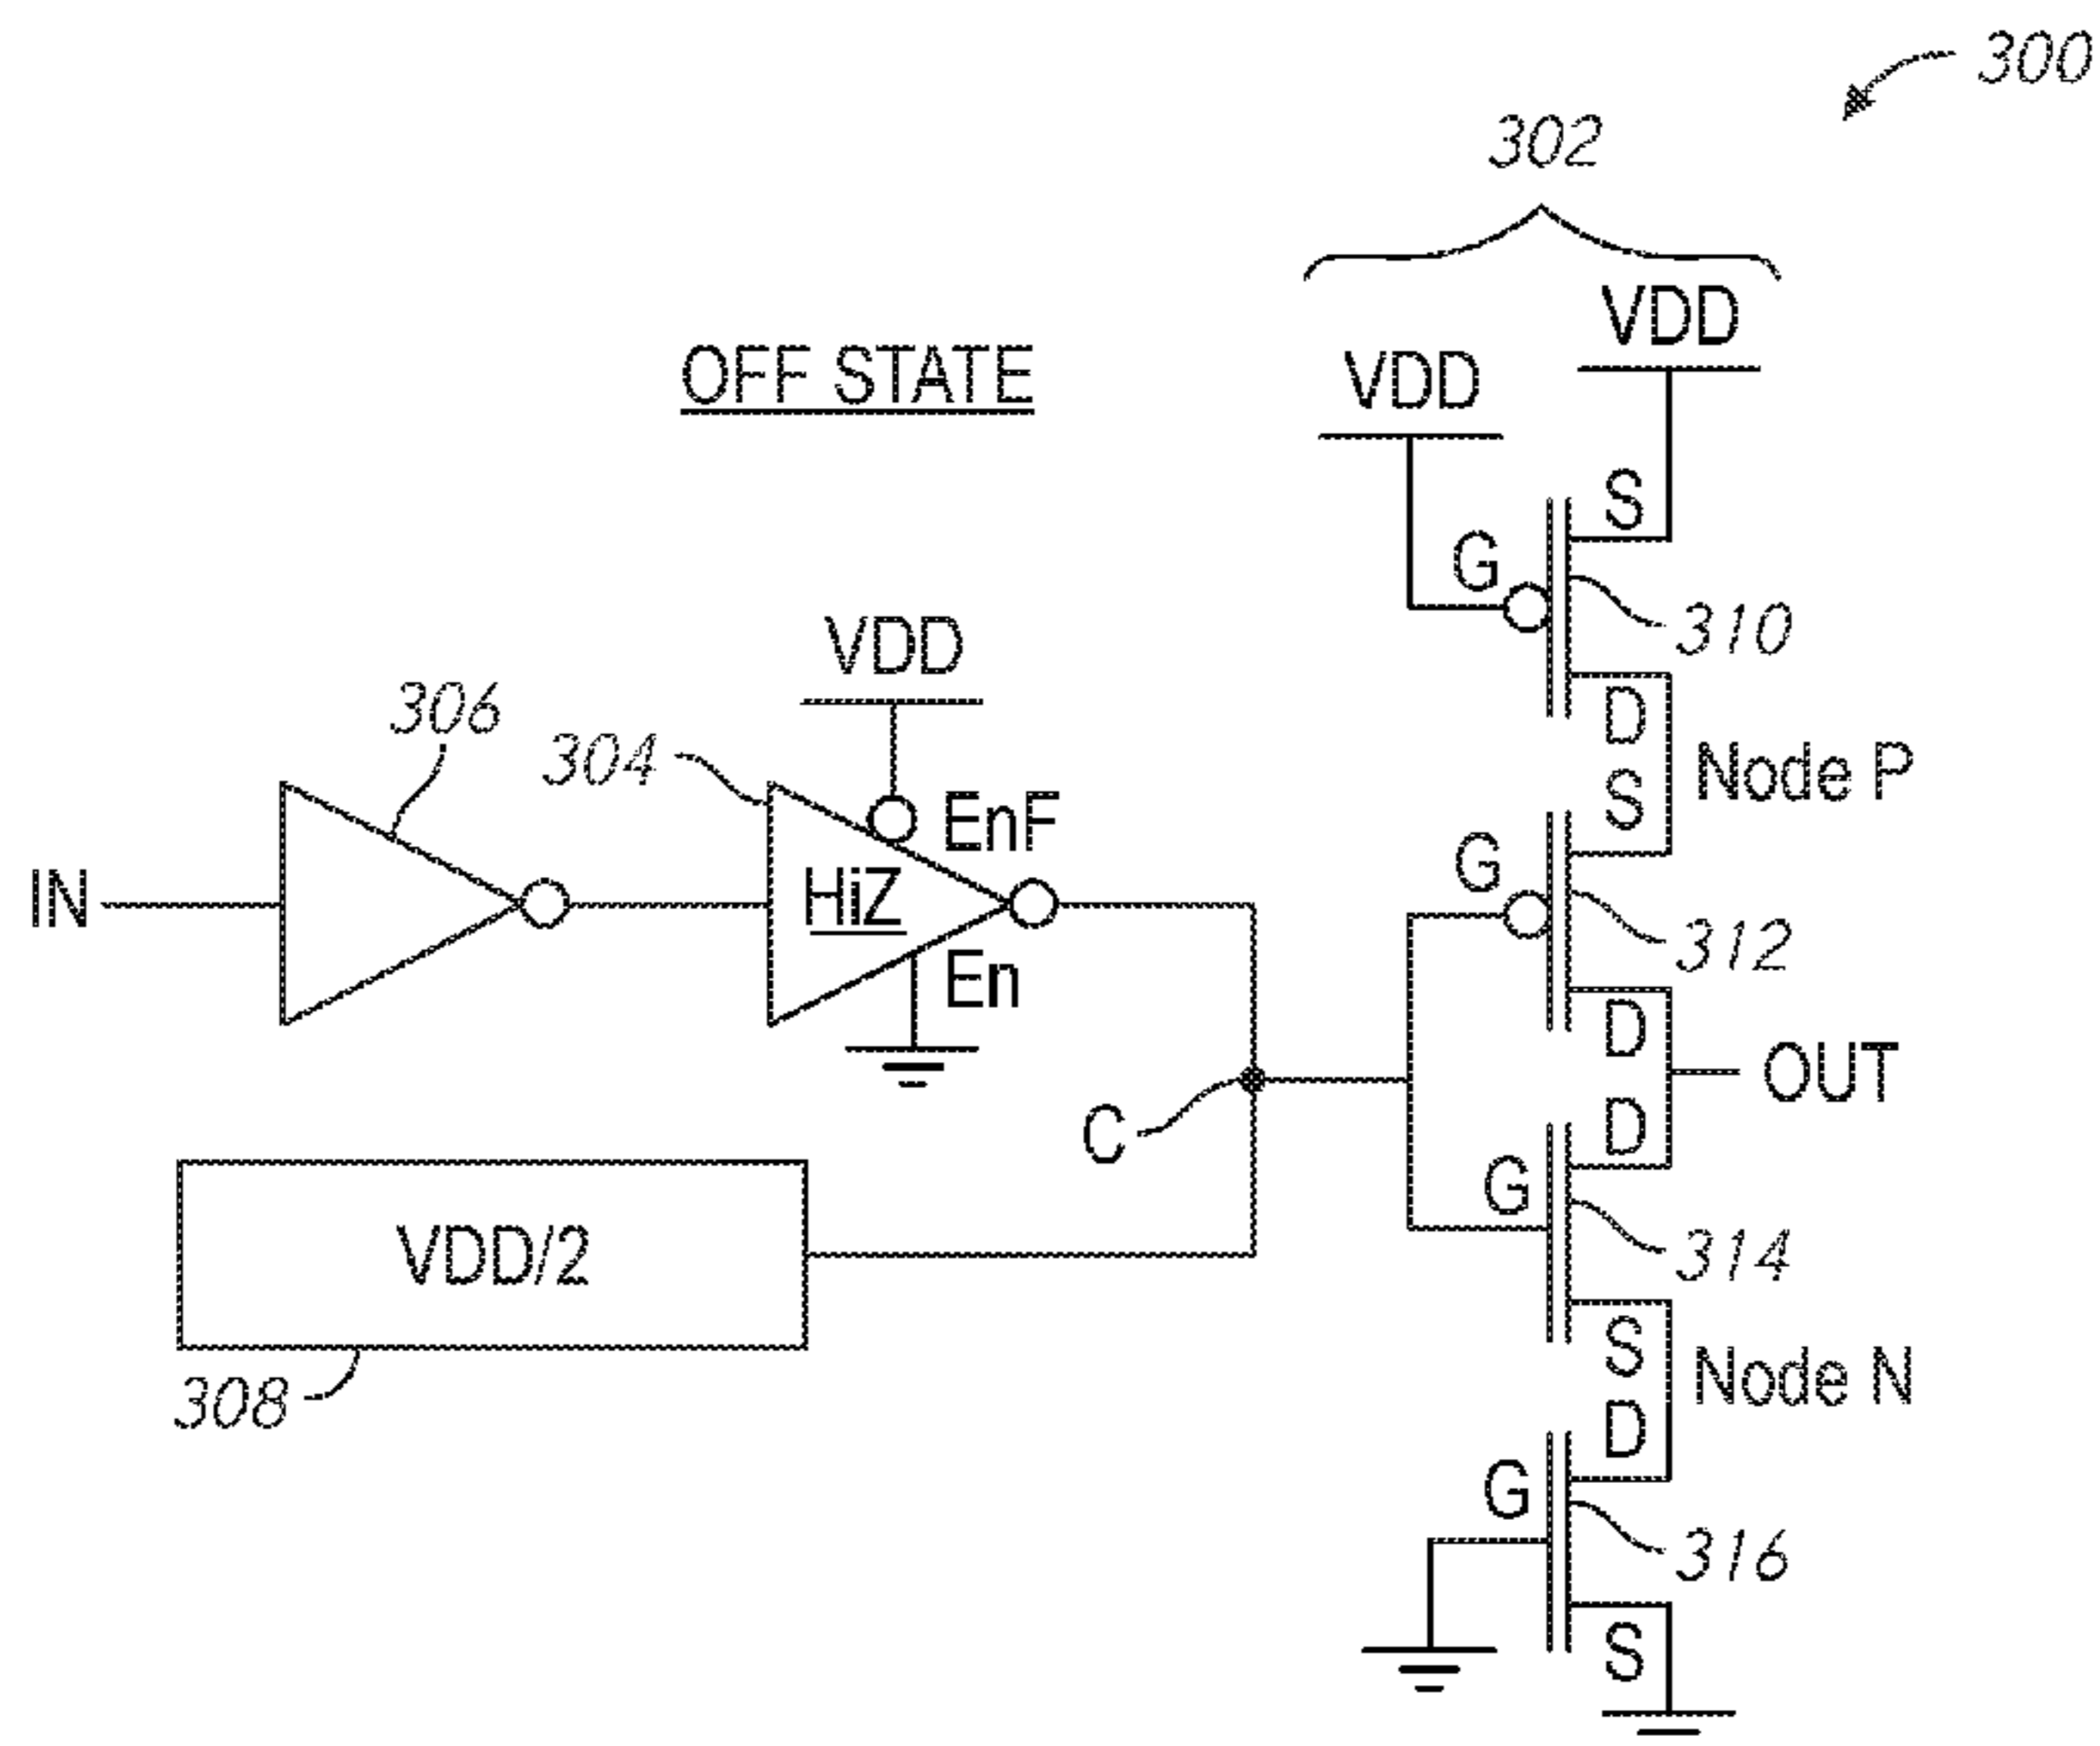 300
302
VDD
OFF STATE
VDD
S
G
310
VDD
306
304
D
Node P
S
EnF
G
IN
HiZ
312
En
D
OUT
C
D
G
VDD/2
314
S
Node N
308
D
G
316
S